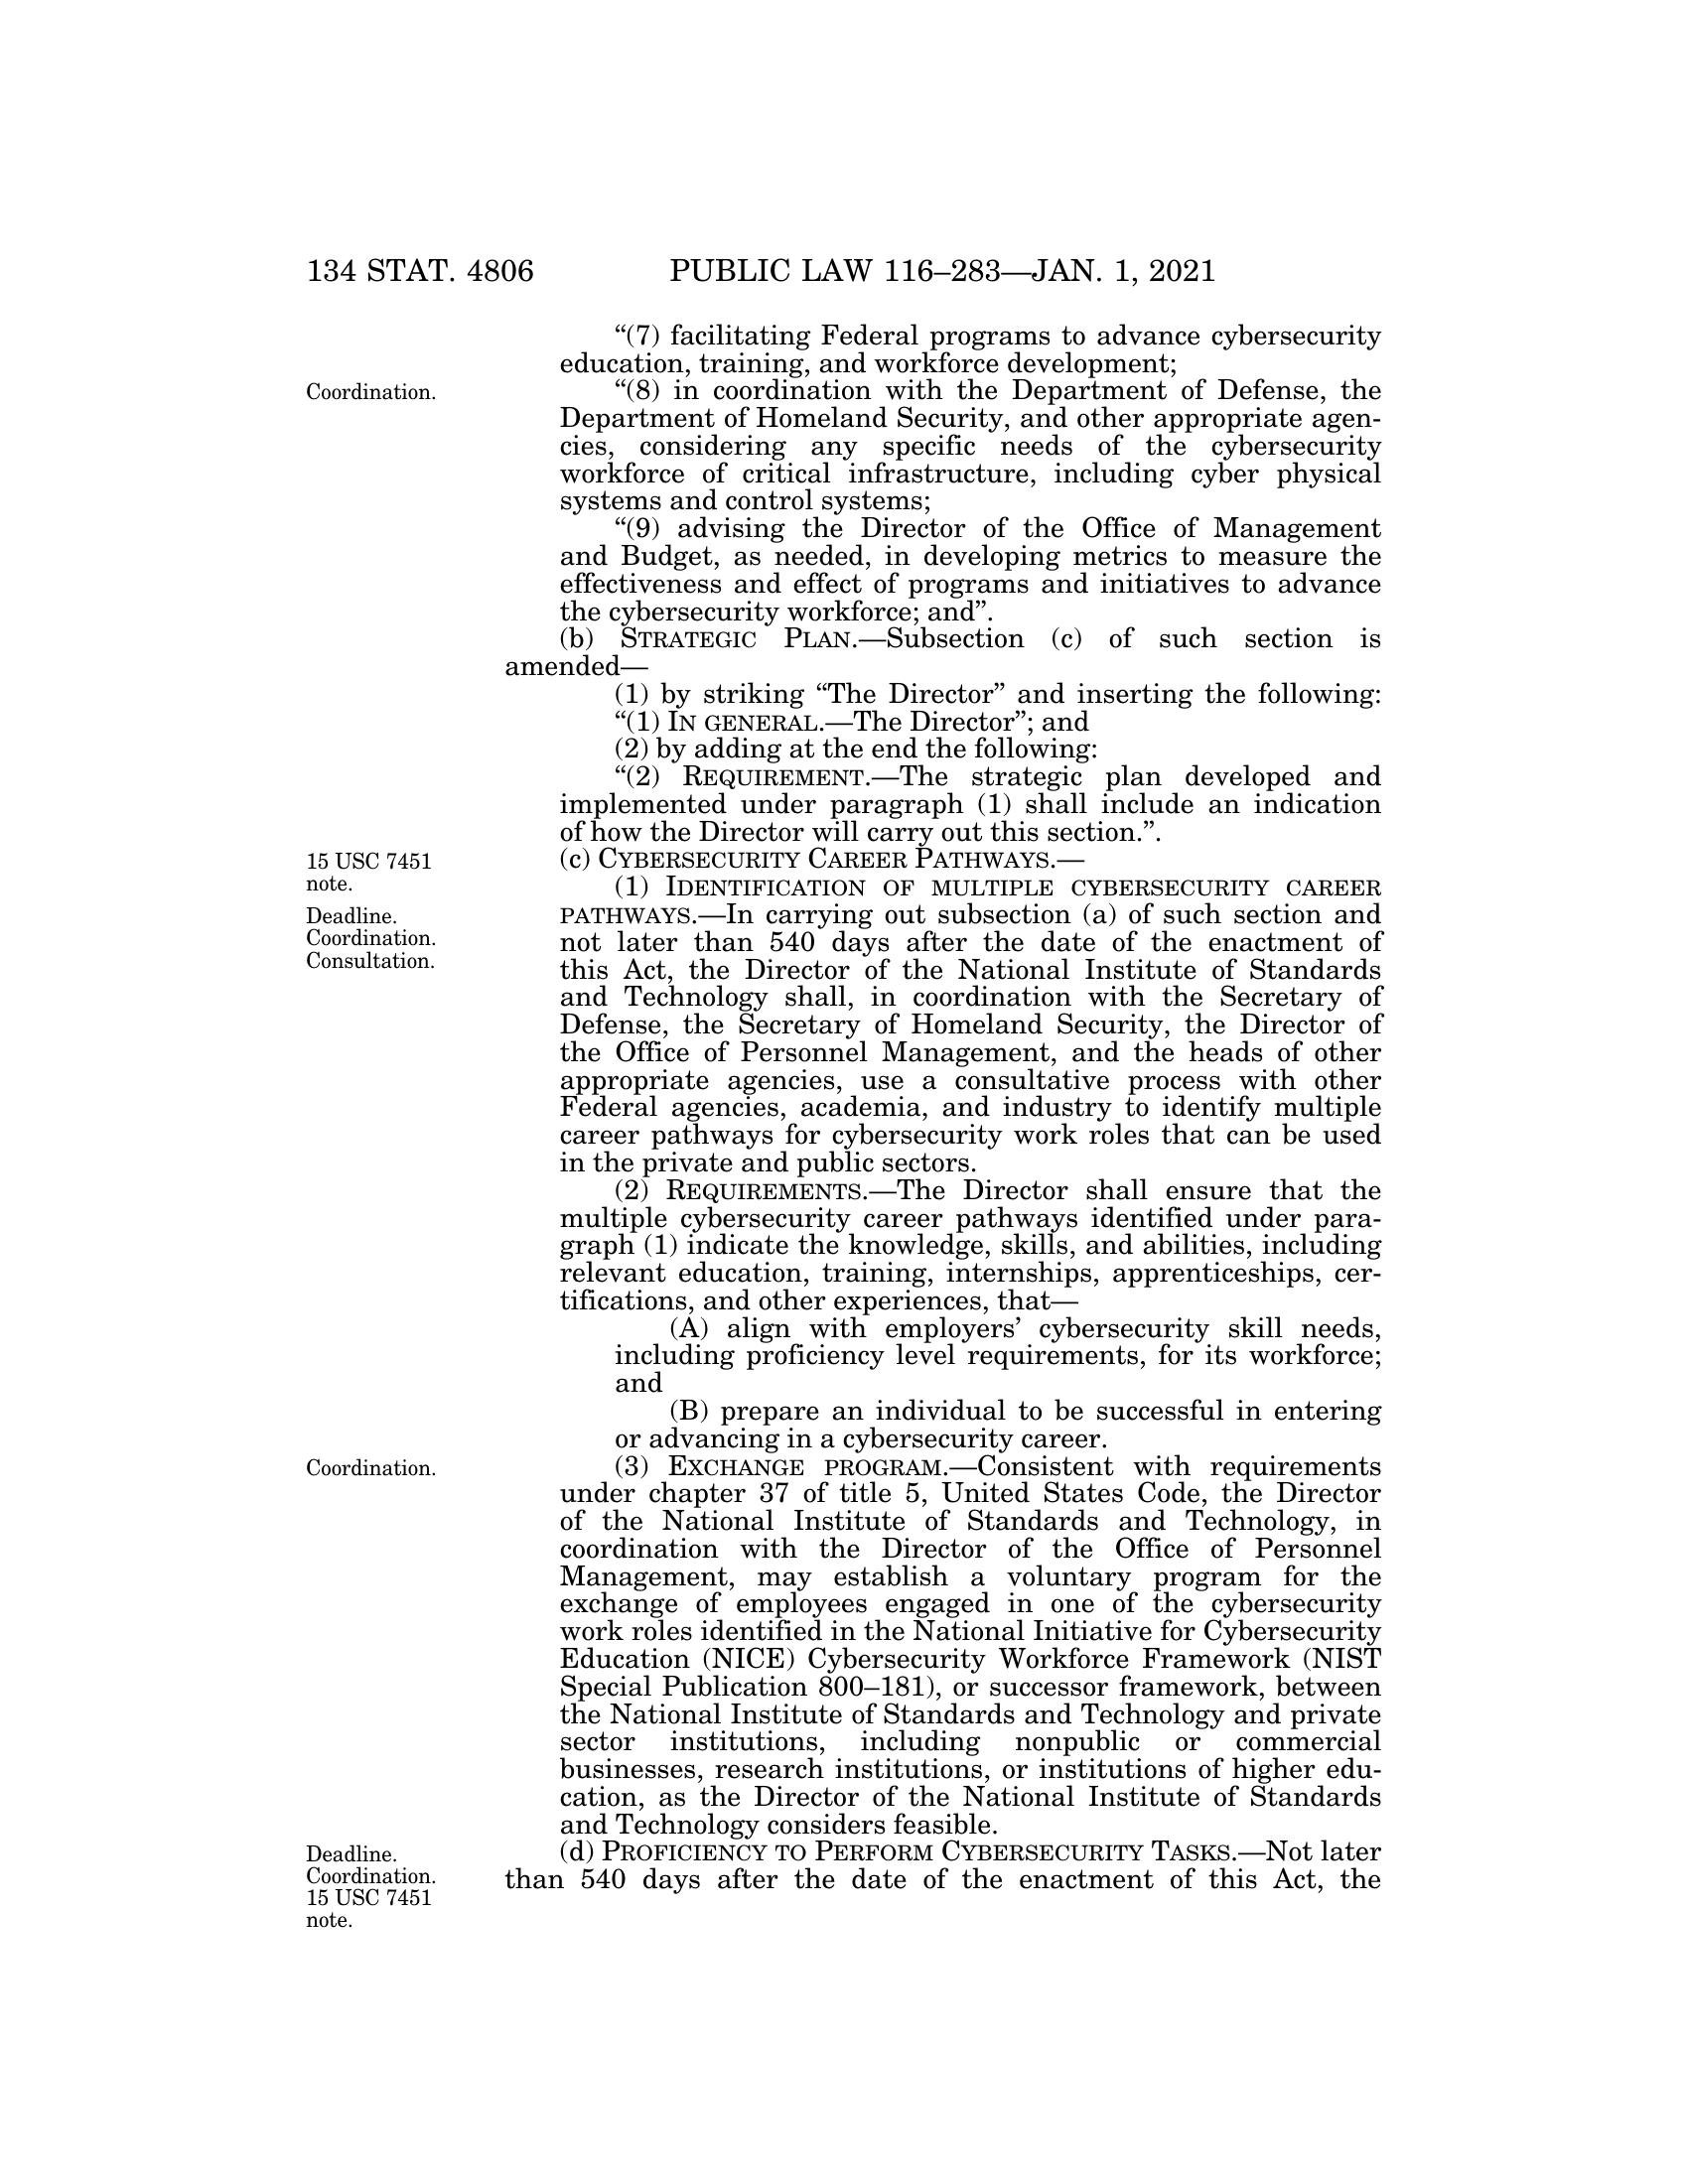 134 STAT. 4806 PUBLIC LAW 116–283—JAN. 1, 2021
“(7) facilitating Federal programs to advance cybersecurity
education, training, and workforce development;
Coordination.
“(8) in coordination with the Department of Defense, the
Department of Homeland Security, and other appropriate agen-
cies, considering any specific needs of the cybersecurity
workforce of critical infrastructure, including cyber physical
systems and control systems;
“(9) advising the Director of the Office of Management
and Budget, as needed, in developing metrics to measure the
effectiveness and effect of programs and initiatives to advance
the cybersecurity workforce; and”.
(b) STRATEGIC PLAN.—Subsection (c) of such section is
amended—
(1) by striking “The Director” and inserting the following:
“(1) IN GENERAL.—The Director”; and
(2) by adding at the end the following:
“(2) REQUIREMENT.—The strategic plan developed and
implemented under paragraph (1) shall include an indication
of how the Director will carry out this section.”.
15 USC 7451
note.
(c) CYBERSECURITY CAREER PATHWAYS.—
Deadline.
Coordination.
Consultation.
(1) IDENTIFICATION OF MULTIPLE CYBERSECURITY CAREER
PATHWAYS.—In carrying out subsection (a) of such section and
not later than 540 days after the date of the enactment of
this Act, the Director of the National Institute of Standards
and Technology shall, in coordination with the Secretary of
Defense, the Secretary of Homeland Security, the Director of
the Office of Personnel Management, and the heads of other
appropriate agencies, use a consultative process with other
Federal agencies, academia, and industry to identify multiple
career pathways for cybersecurity work roles that can be used
in the private and public sectors.
(2) REQUIREMENTS.—The Director shall ensure that the
multiple cybersecurity career pathways identified under para-
graph (1) indicate the knowledge, skills, and abilities, including
relevant education, training, internships, apprenticeships, cer-
tifications, and other experiences, that—
(A) align with employers’ cybersecurity skill needs,
including proficiency level requirements, for its workforce;
and
(B) prepare an individual to be successful in entering
or advancing in a cybersecurity career.
Coordination.
(3) EXCHANGE PROGRAM.—Consistent with requirements
under chapter 37 of title 5, United States Code, the Director
of the National Institute of Standards and Technology, in
coordination with the Director of the Office of Personnel
Management, may establish a voluntary program for the
exchange of employees engaged in one of the cybersecurity
work roles identified in the National Initiative for Cybersecurity
Education (NICE) Cybersecurity Workforce Framework (NIST
Special Publication 800–181), or successor framework, between
the National Institute of Standards and Technology and private
sector institutions, including nonpublic or commercial
businesses, research institutions, or institutions of higher edu-
cation, as the Director of the National Institute of Standards
and Technology considers feasible.
Deadline.
Coordination.
15 USC 7451
note.
(d) PROFICIENCY TO PERFORM CYBERSECURITY TASKS.—Not later
than 540 days after the date of the enactment of this Act, the